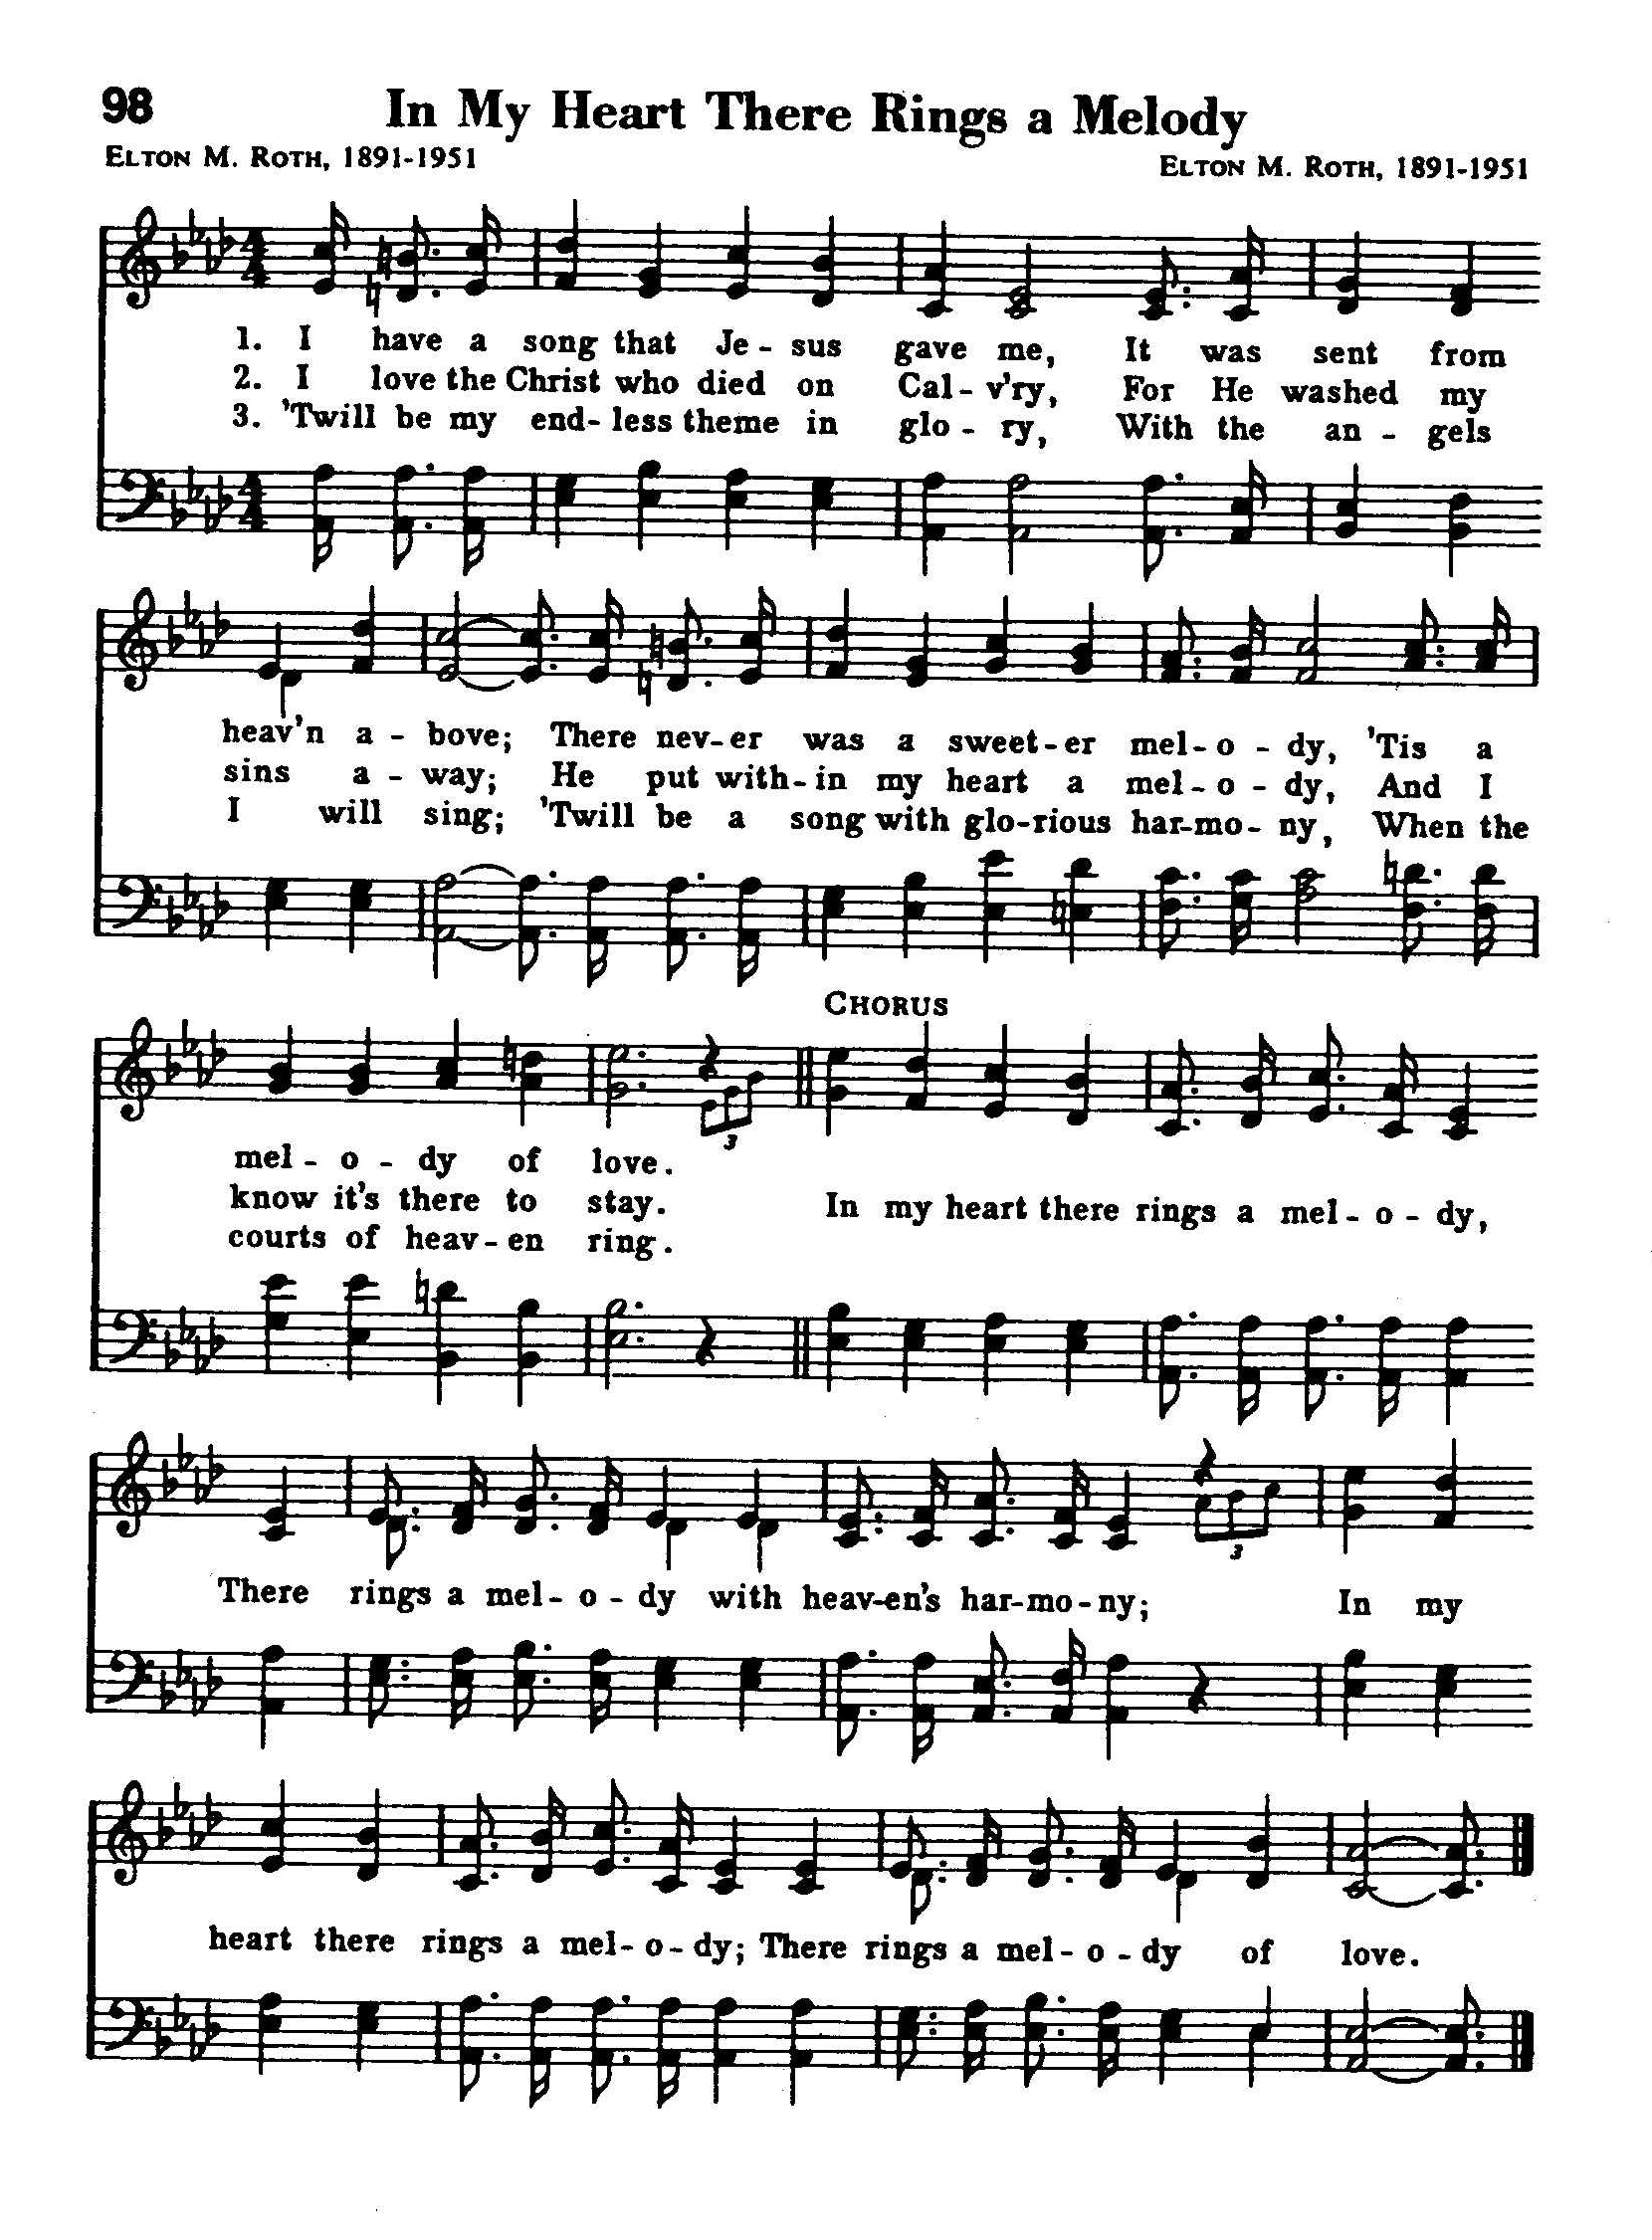 98
In My Heart There Rings a Melody
ELTON M. ROTH, 1891-1951
ELTON M. ROTH, 1891-1951
1. I have a song that Je - sus gave me, It was sent from
2. I love the Christ who died on Cal - v'ry, For He washed my
3. 'Twill be my end - less theme in glo - ry, With the an - gels
heav'n a - bove; There nev - er was a sweet - er mel - o - dy, 'Tis a
sins a - way; He put with - in my heart a mel - o - dy, And I
I will sing; 'Twill be a song with glo - rious har - mo - ny, When the
CHORUS
3
mel - o - dy of love.
know it's there to stay. In my heart there rings a mel - o - dy,
courts of heav - en ring.
3
There rings a mel - o - dy with heav - en's har - mo - ny; In my
heart there rings a mel - o - dy; There rings a mel - o - dy of love.